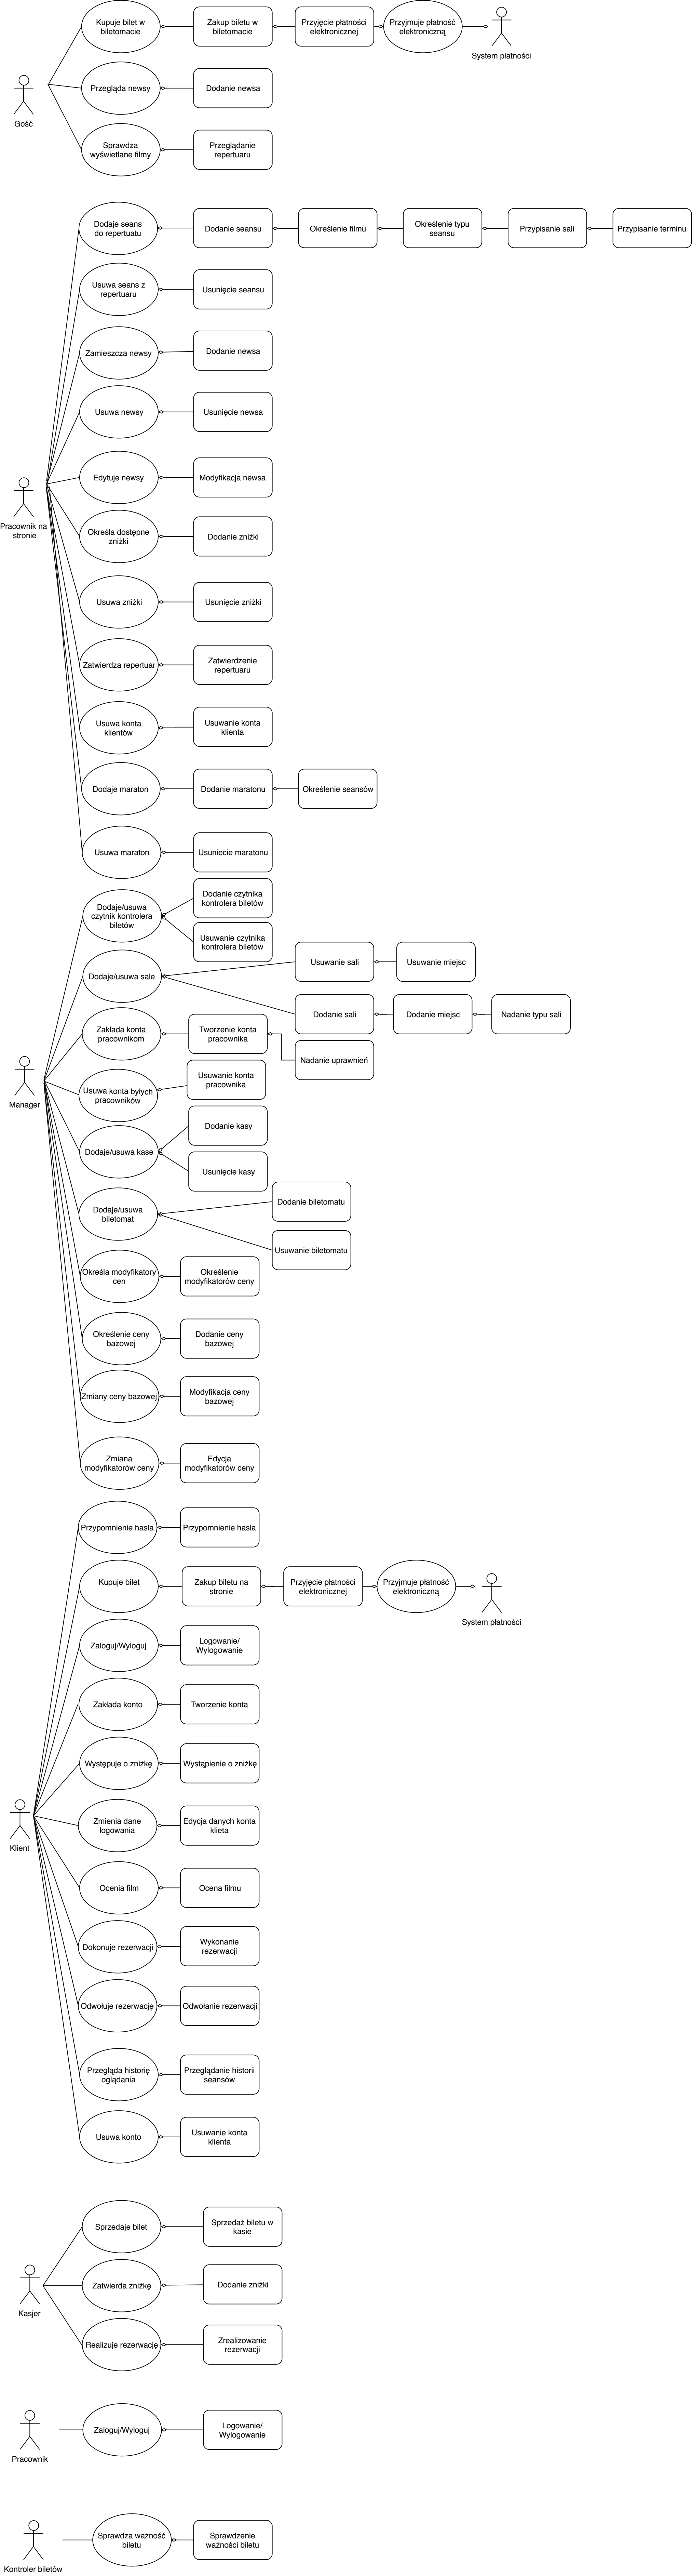 Kupuje bilet w
biletomacie
Zakup biletu w
biletomacie
Przyjęcie płatności
elektronicznej
Przyjmuje płatność
elektroniczną
System płatności
Przegląda newsy
Dodanie newsa
Gość
Sprawdza
wyświetlane filmy
Przeglądanie
repertuaru
Dodaje seans
do repertuatu
Dodanie seansu
Określenie filmu
Określenie typu
seansu
Przypisanie sali
Przypisanie terminu
Usuwa seans z
repertuaru
Usunięcie seansu
Zamieszcza newsy
Dodanie newsa
Usuwa newsy
Usunięcie newsa
Edytuje newsy
Modyfikacja newsa
Pracownik na
stronie
Określa dostępne
zniżki
Dodanie zniżki
Usuwa zniżki
Usunięcie zniżki
Zatwierdza repertuar
Zatwierdzenie
repertuaru
Usuwa konta
klientów
Usuwanie konta
klienta
Dodaje maraton
Dodanie maratonu
Określenie seansów
Usuwa maraton
Usuniecie maratonu
Dodaje/usuwa
czytnik kontrolera
biletów
Dodanie czytnika
kontrolera biletów
Usuwanie czytnika
kontrolera biletów
Dodaje/usuwa sale
Usuwanie sali
Usuwanie miejsc
Dodanie sali
Dodanie miejsc
Nadanie typu sali
Zakłada konta
pracownikom
Tworzenie konta
pracownika
Nadanie uprawnień
Manager
Usuwa konta byłych
pracowników
Usuwanie konta
pracownika
Dodaje/usuwa kase
Dodanie kasy
Usunięcie kasy
Dodaje/usuwa
biletomat
Dodanie biletomatu
Usuwanie biletomatu
Określa modyfikatory
cen
Określenie
modyfikatorów ceny
Określenie ceny
bazowej
Dodanie ceny
bazowej
Zmiany ceny bazowej
Modyfikacja ceny
bazowej
Zmiana
modyfikatorów ceny
Edycja
modyfikatorów ceny
Przypomnienie hasła
Przypomnienie hasła
Kupuje bilet
Zakup biletu na
stronie
Przyjęcie płatności
elektronicznej
Przyjmuje płatność
elektroniczną
System płatności
Zaloguj/Wyloguj
Logowanie/
Wylogowanie
Zakłada konto
Tworzenie konta
Występuje o zniżkę
Wystąpienie o zniżkę
Zmienia dane
logowania
Edycja danych konta
klieta
Klient
Ocenia film
Ocena filmu
Dokonuje rezerwacji
Wykonanie
rezerwacji
Odwołuje rezerwację
Odwołanie rezerwacji
Przegląda historię
oglądania
Przeglądanie historii
seansów
Usuwa konto
Usuwanie konta
klienta
Sprzedaje bilet
Sprzedaż biletu w
kasie
Zatwierda zniżkę
Dodanie zniżki
Kasjer
Realizuje rezerwację
Zrealizowanie
rezerwacji
Zaloguj/Wyloguj
Logowanie/
Wylogowanie
Pracownik
Sprawdza ważność
biletu
Sprawdzenie
ważności biletu
Kontroler biletów